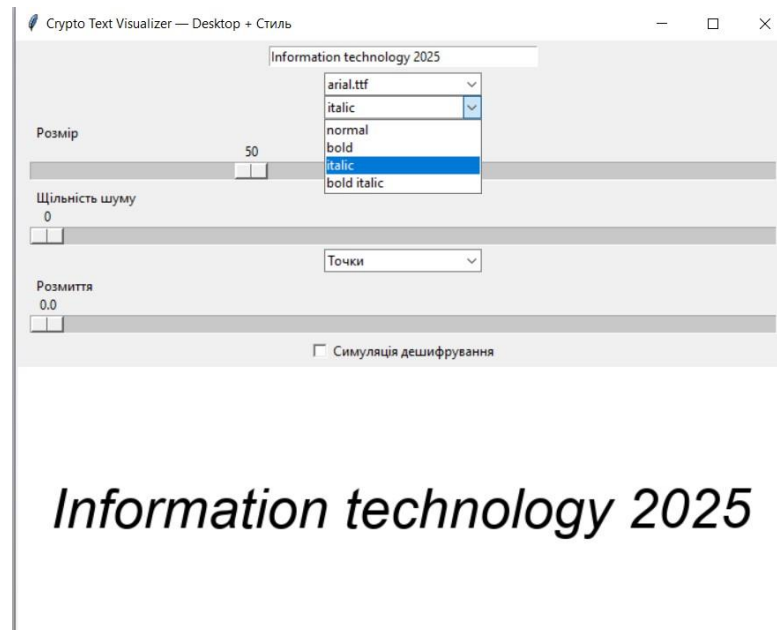 Crypto Text Visualizer — Desktop + Стиль
Information technology 2025
arial.ttf
italic
normal
bold
italic
bold italic
Розмір
50
Щільність шуму
0
Точки
Розмиття
0.0
Симуляція дешифрування
Information technology 2025